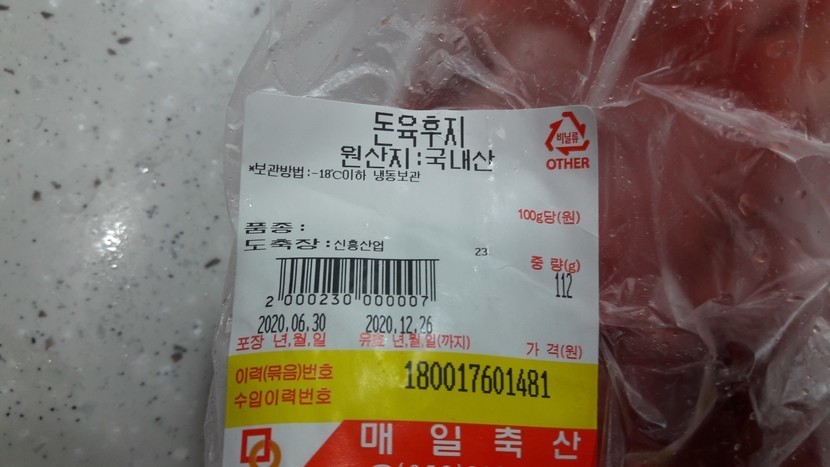 돈육후지
원산지:국내산
*보관방법:-18℃이하 냉동보관
비닐류
OTHER
100g당(원)
품종:
도축장:신흥산업
23
중 량(g)
112
2 000230 000007
2020.06.30 2020.12.26
포장 년,월,일 유통 년,월,일(까지)
가 격(원)
이력(묶음)번호 180017601481
수입이력번호
매 일 축 산